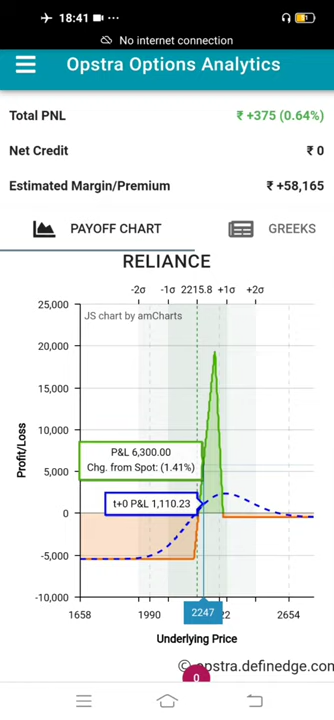 18:41
No internet connection
Opstra Options Analytics
Total PNL ₹ +375 (0.64%)
Net Credit ₹ 0
Estimated Margin/Premium ₹ +58,165
PAYOFF CHART GREEKS
RELIANCE
-2σ -1σ 2215.8 +1σ +2σ
JS chart by amCharts
25,000
20,000
15,000
10,000
5,000
0
-5,000
-10,000
Profit/Loss
P&L 6,300.00
Chg. from Spot: (1.41%)
t+0 P&L 1,110.23
1658 1990 2247 22 2654
Underlying Price
© opstra.definedge.com
0